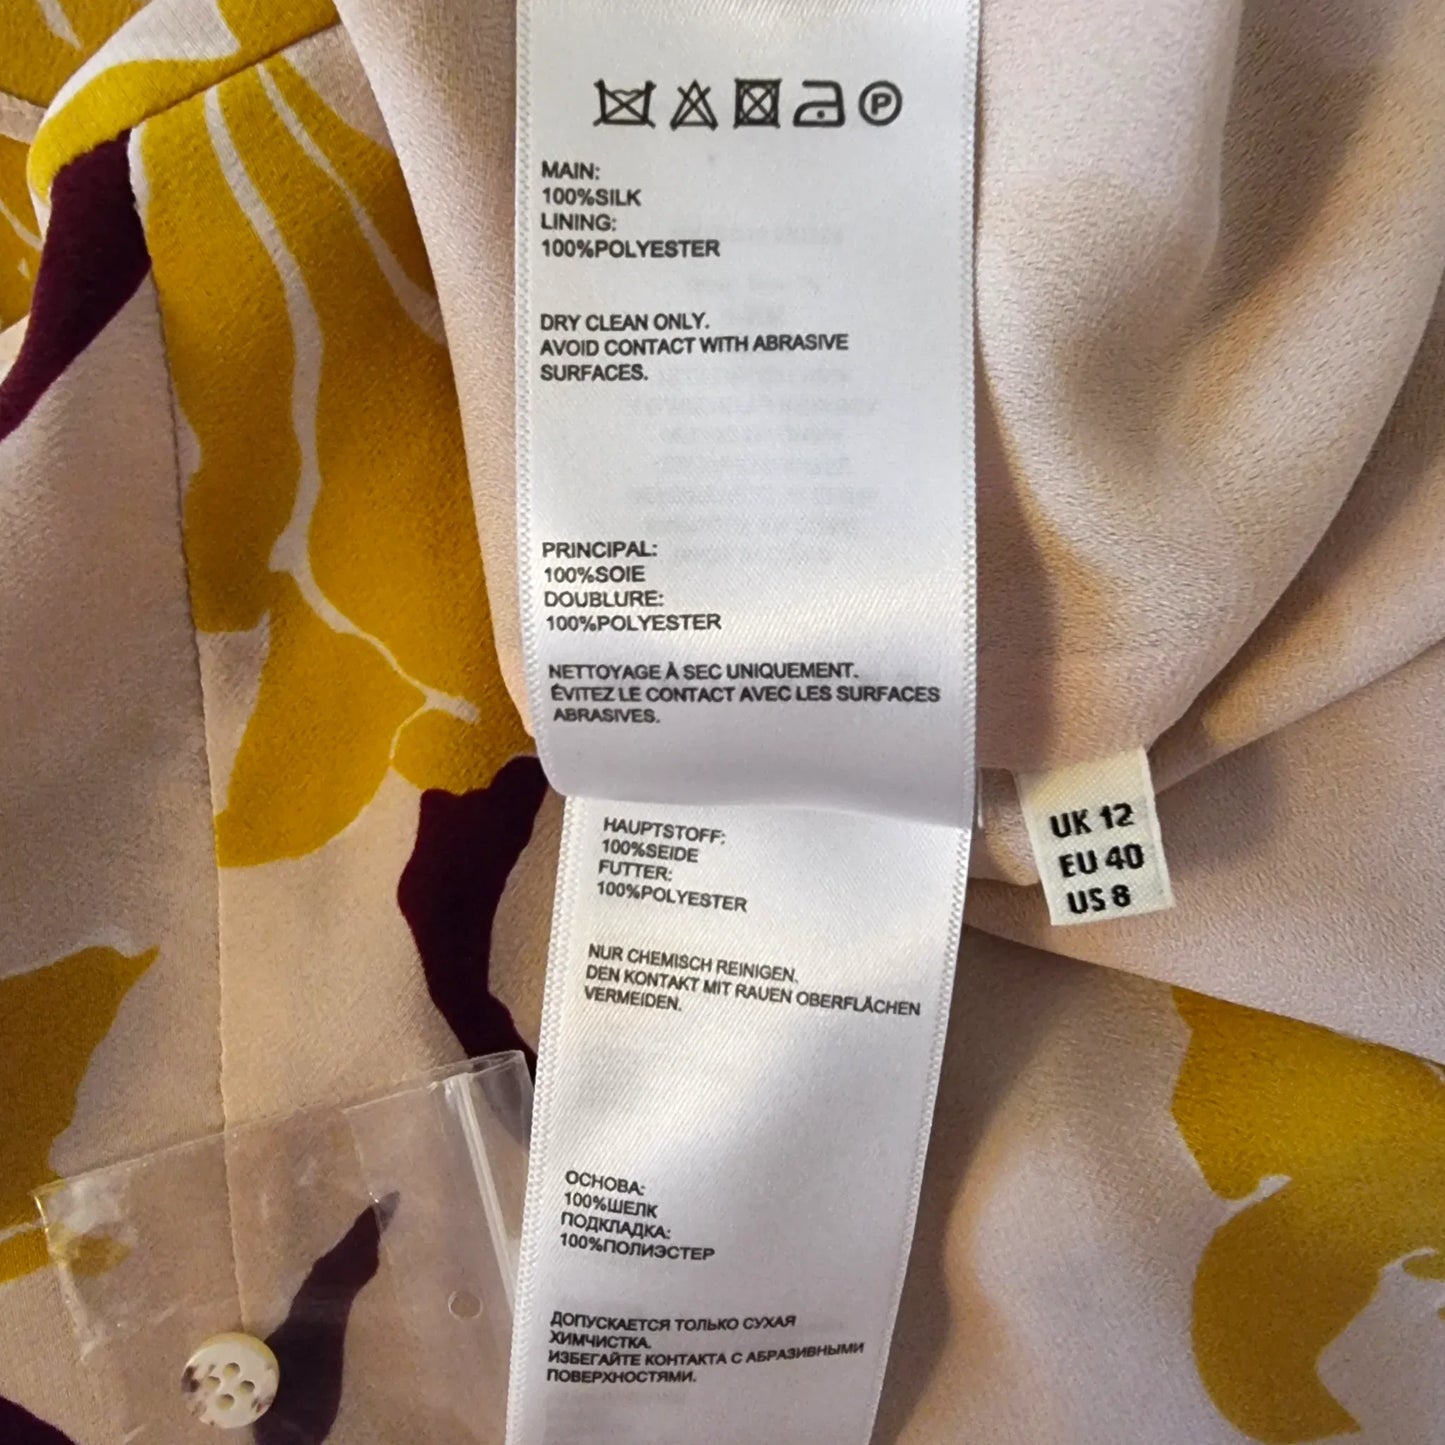 P
MAIN:
100%SILK
LINING:
100%POLYESTER
DRY CLEAN ONLY.
AVOID CONTACT WITH ABRASIVE
SURFACES.
PRINCIPAL:
100%SOIE
DOUBLURE:
100%POLYESTER
NETTOYAGE À SEC UNIQUEMENT.
ÉVITEZ LE CONTACT AVEC LES SURFACES
ABRASIVES.
HAUPTSTOFF:
100%SEIDE
FUTTER:
100%POLYESTER
NUR CHEMISCH REINIGEN.
DEN KONTAKT MIT RAUEN OBERFLÄCHEN
VERMEIDEN.
ОСНОВА:
100%ШЕЛК
ПОДКЛАДКА:
100%ПОЛИЭСТЕР
ДОПУСКАЕТСЯ ТОЛЬКО СУХАЯ
ХИМЧИСТКА.
ИЗБЕГАЙТЕ КОНТАКТА С АБРАЗИВНЫМИ
ПОВЕРХНОСТЯМИ.
UK 12
EU 40
US 8